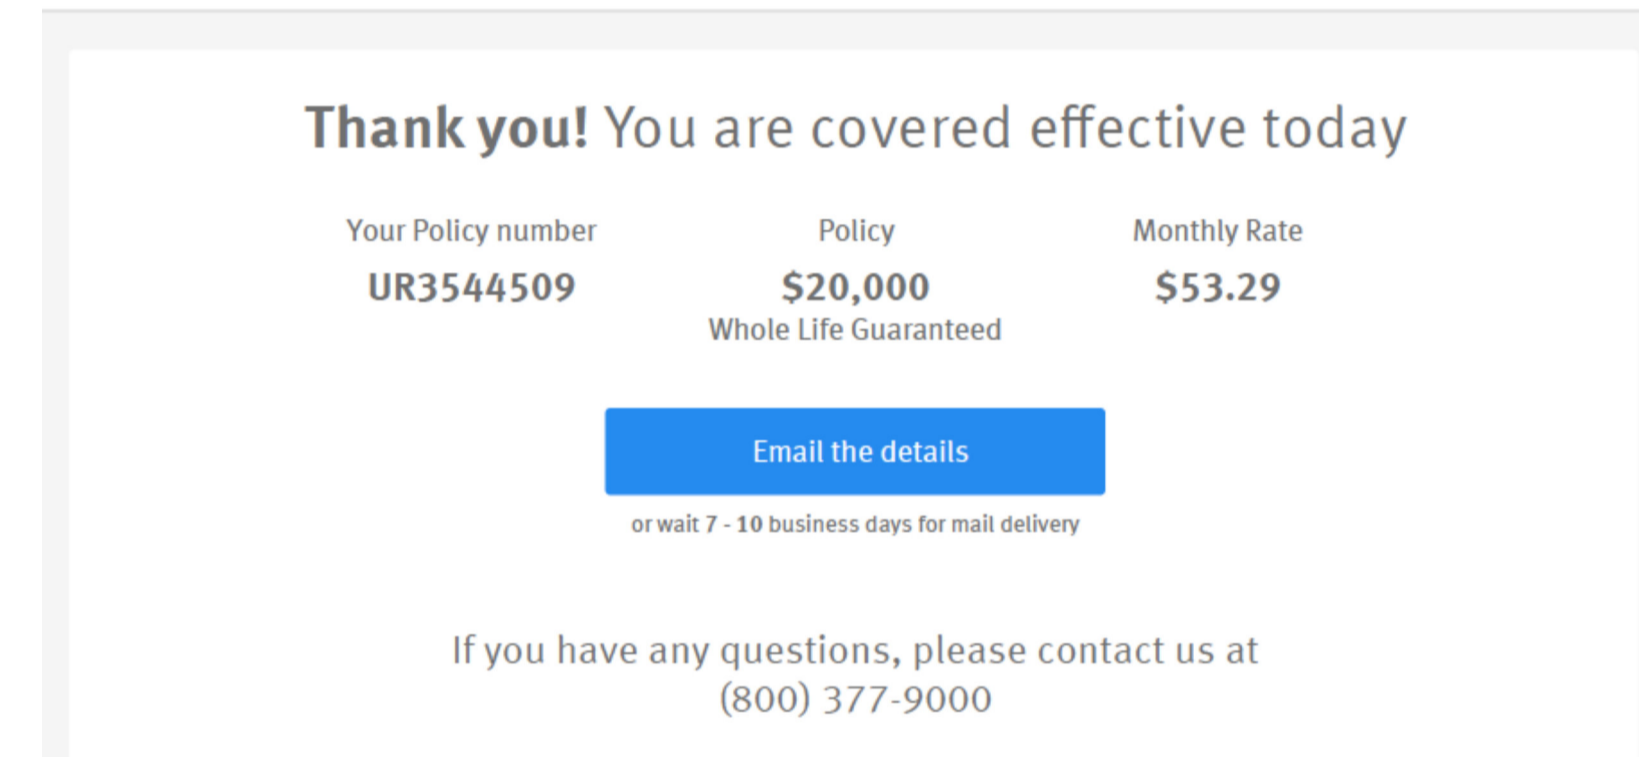 Thank you! You are covered effective today
Your Policy number Policy Monthly Rate
UR3544509 $20,000 $53.29
Whole Life Guaranteed
Email the details
or wait 7 - 10 business days for mail delivery
If you have any questions, please contact us at
(800) 377-9000